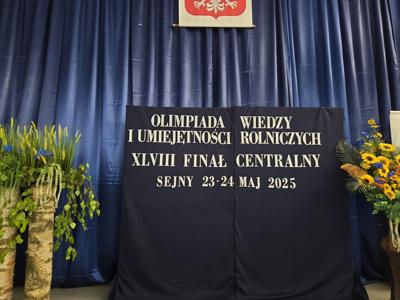 OLIMPIADA WIEDZY
I UMIEJĘTNOŚCI ROLNICZYCH
XLVIII FINAŁ CENTRALNY
SEJNY 23-24 MAJ 2025